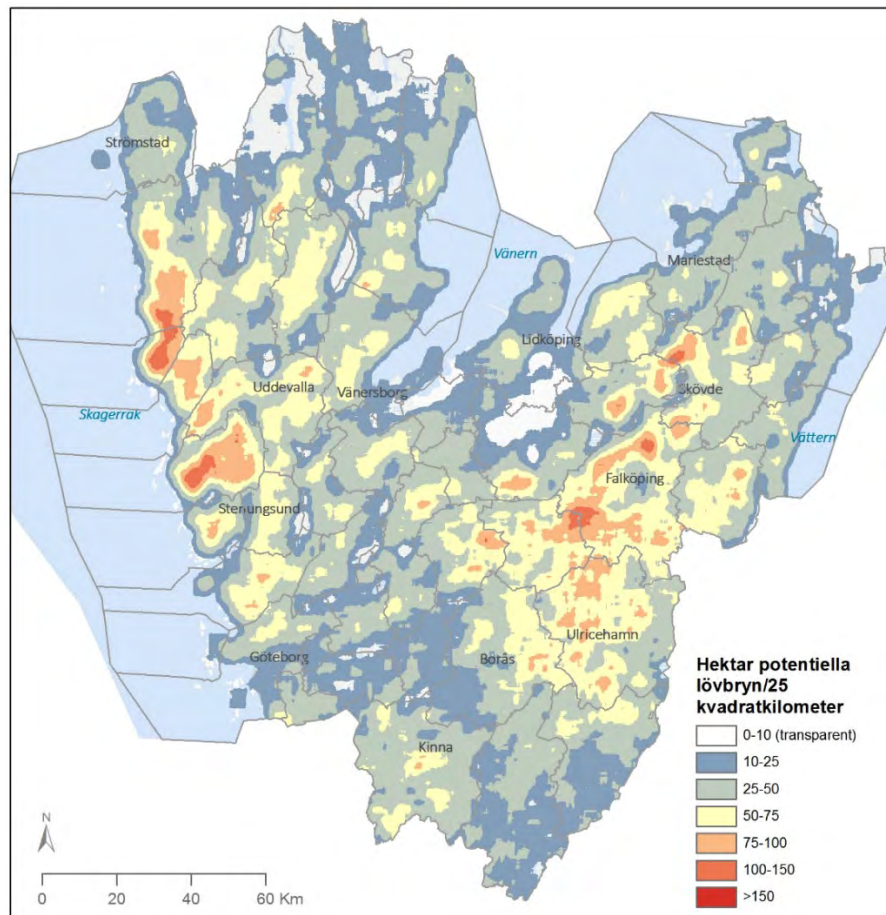 Strömstad
Vänern
Mariestad
Lidköping
Uddevalla
Vänersborg
Skövde
Skagerrak
Vättern
Falköping
Stenungsund
Ulricehamn
Göteborg
Borås
Kinna
Hektar potentiella
lövbryn/25
kvadratkilometer
0-10 (transparent)
10-25
25-50
50-75
75-100
100-150
>150
N
0 20 40 60 Km